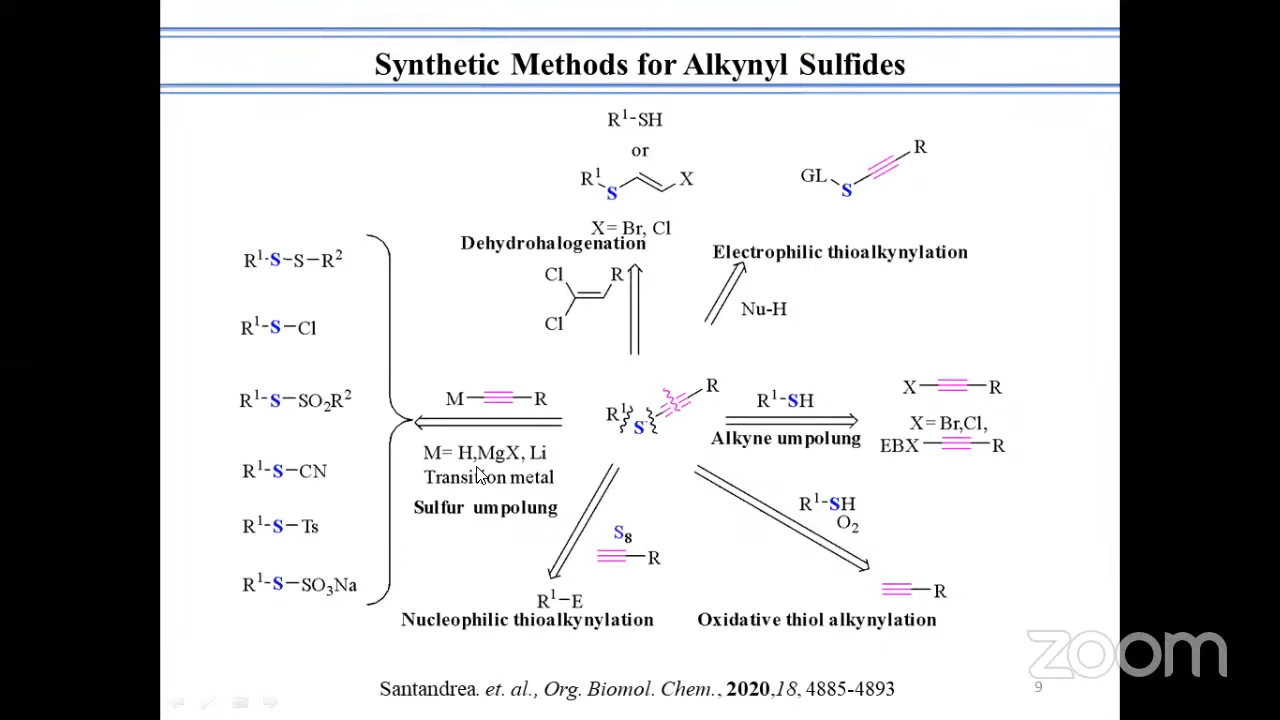 Synthetic Methods for Alkynyl Sulfides
R¹-SH
or
R¹ S X
X= Br, Cl
Dehydrohalogenation
Cl R
Cl
GL S R
Electrophilic thioalkynylation
Nu-H
R¹-S-S-R²
R¹-S-Cl
R¹-S-SO₂R²
R¹-S-CN
R¹-S-Ts
R¹-S-SO₃Na
M R
M= H,MgX, Li
Transition metal
Sulfur umpolung
R¹ S R
R¹-SH
Alkyne umpolung
X R
X= Br,Cl,
EBX R
S₈
R
R¹-E
Nucleophilic thioalkynylation
R¹-SH
O₂
R
Oxidative thiol alkynylation
Santandrea. et. al., Org. Biomol. Chem., 2020,18, 4885-4893
9
zoom